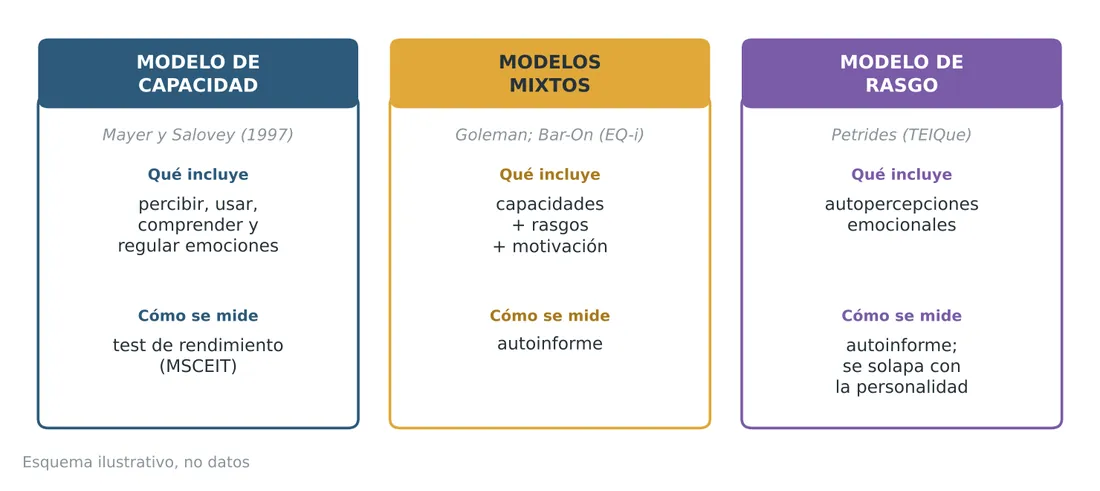 MODELO DE
CAPACIDAD
Mayer y Salovey (1997)
Qué incluye
percibir, usar,
comprender y
regular emociones
Cómo se mide
test de rendimiento
(MSCEIT)
MODELOS
MIXTOS
Goleman; Bar-On (EQ-i)
Qué incluye
capacidades
+ rasgos
+ motivación
Cómo se mide
autoinforme
MODELO DE
RASGO
Petrides (TEIQue)
Qué incluye
autopercepciones
emocionales
Cómo se mide
autoinforme;
se solapa con
la personalidad
Esquema ilustrativo, no datos